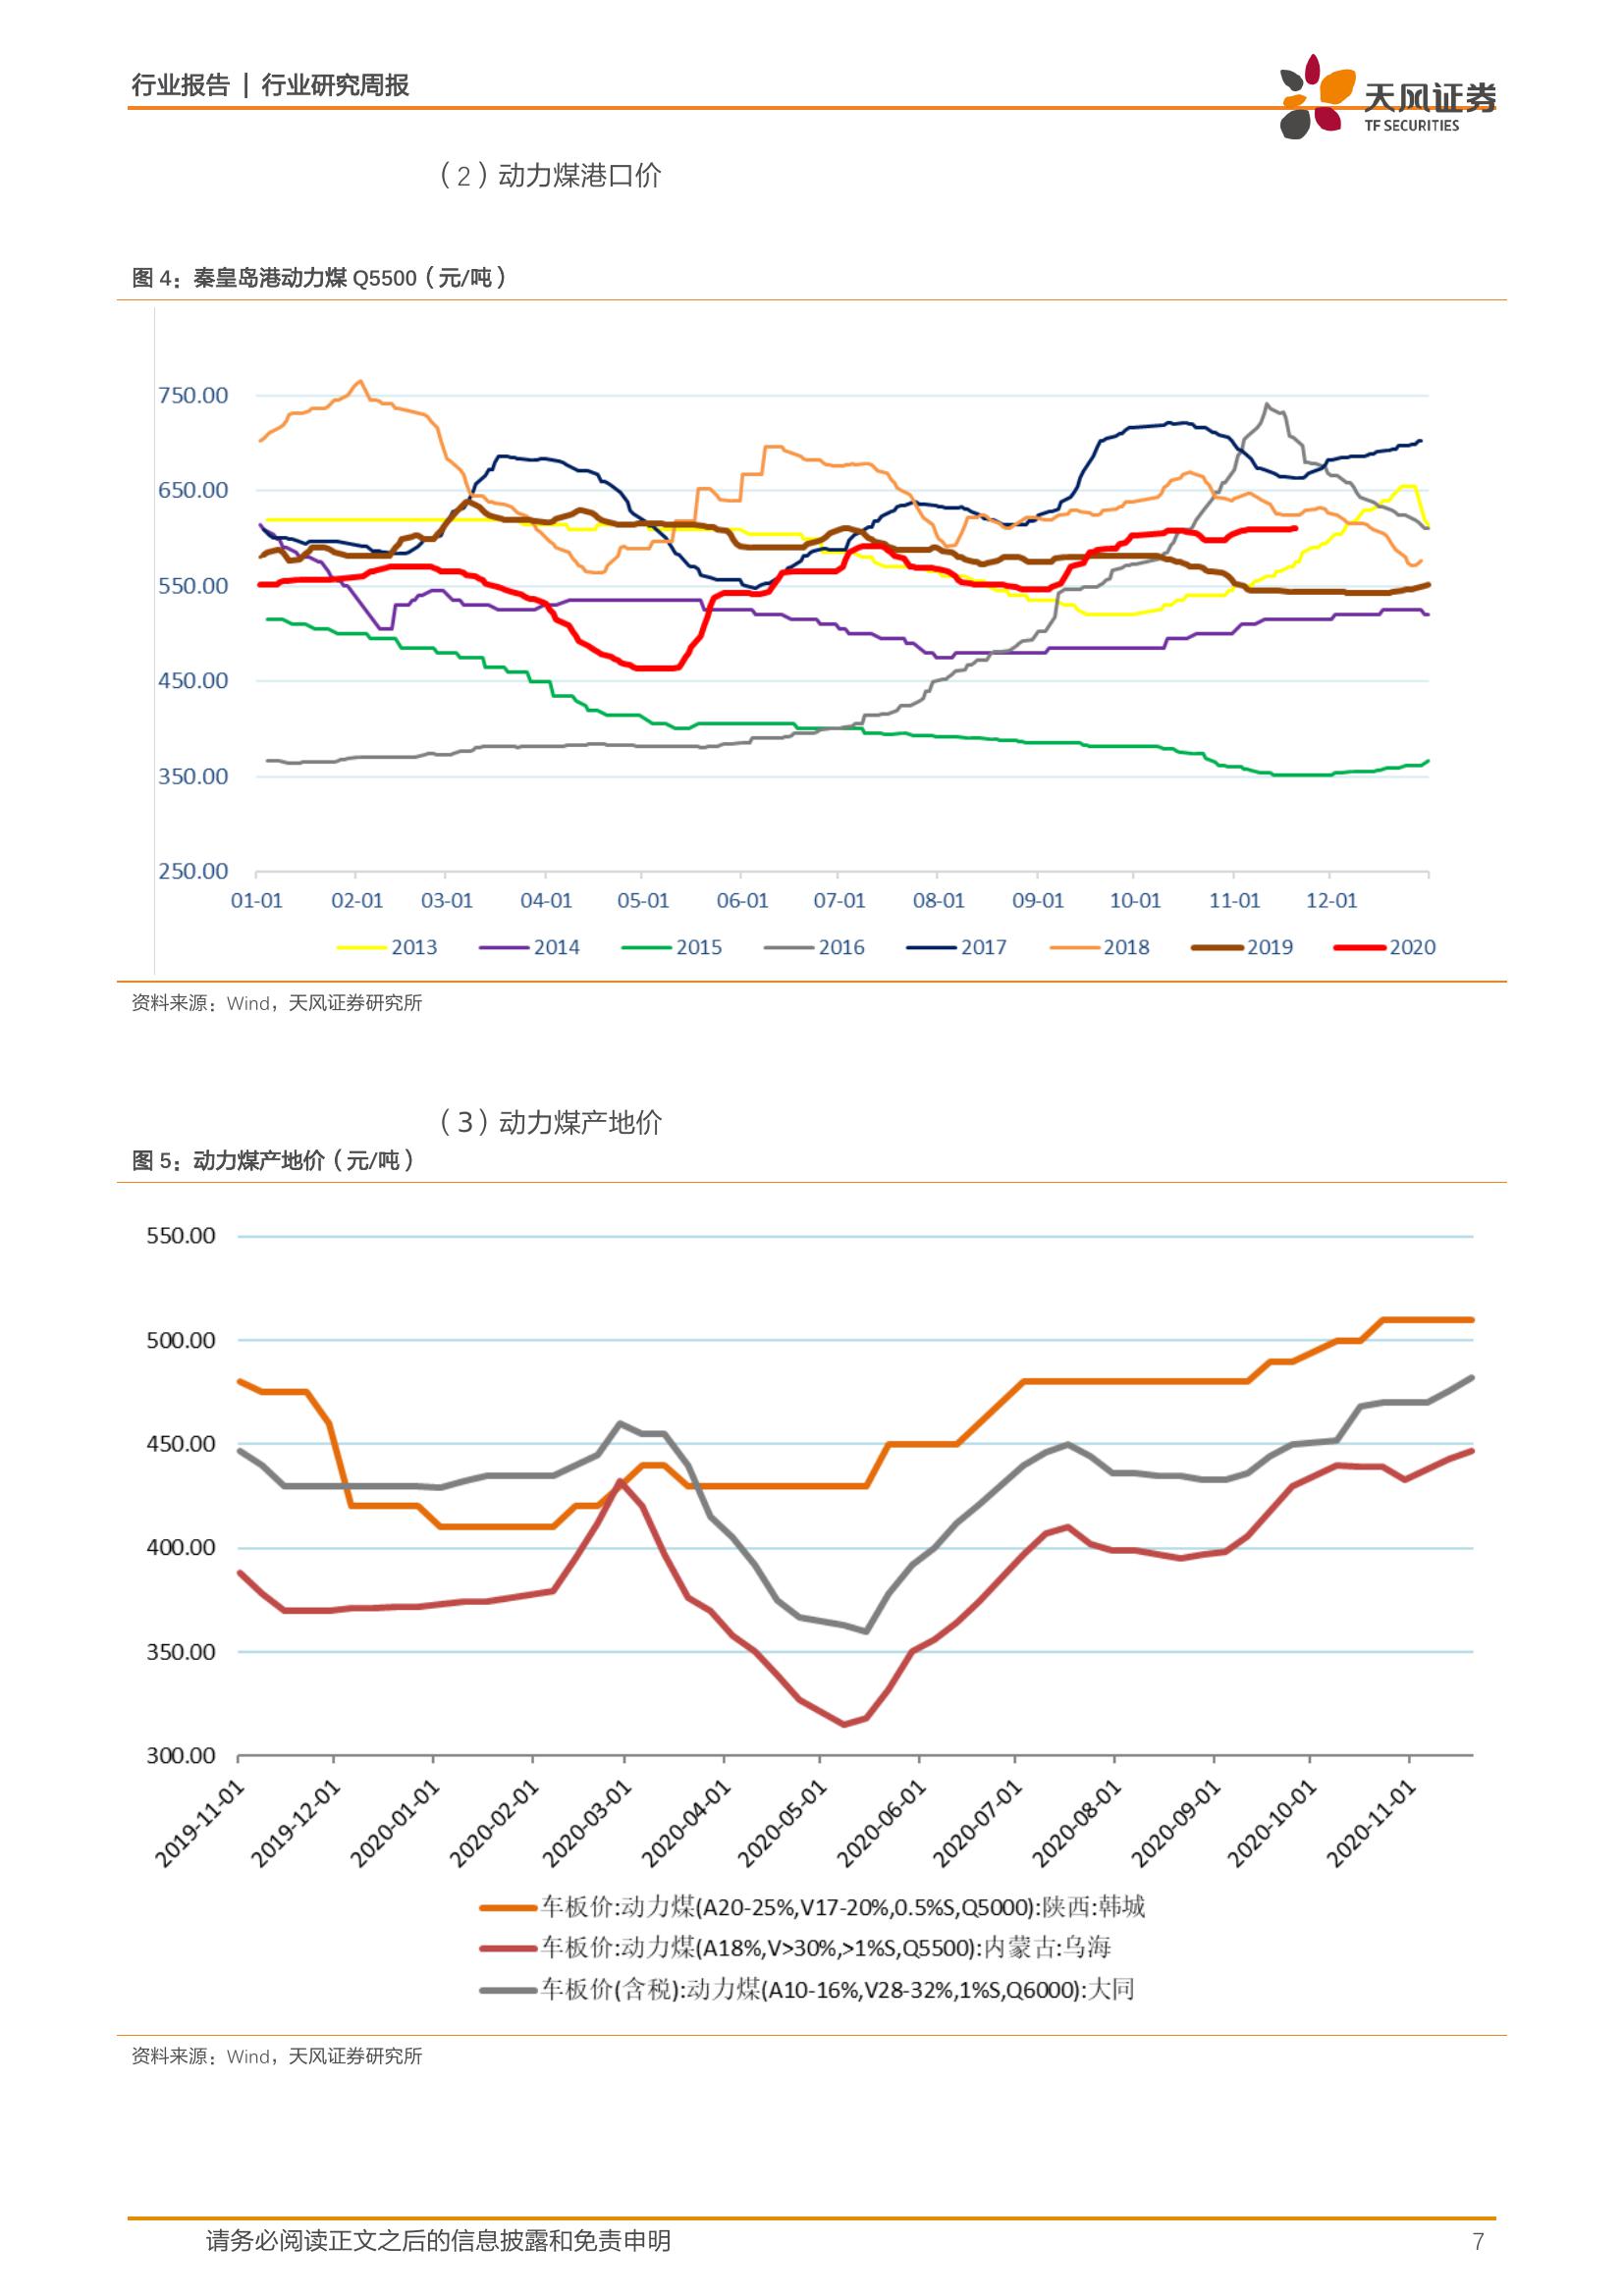 行业报告 | 行业研究周报
天风证券
TF SECURITIES
（2）动力煤港口价
图 4：秦皇岛港动力煤 Q5500（元/吨）
750.00
650.00
550.00
450.00
350.00
250.00
01-01 02-01 03-01 04-01 05-01 06-01 07-01 08-01 09-01 10-01 11-01 12-01
2013 2014 2015 2016 2017 2018 2019 2020
资料来源：Wind，天风证券研究所
（3）动力煤产地价
图 5：动力煤产地价（元/吨）
550.00
500.00
450.00
400.00
350.00
300.00
2019-11-01 2019-12-01 2020-01-01 2020-02-01 2020-03-01 2020-04-01 2020-05-01 2020-06-01 2020-07-01 2020-08-01 2020-09-01 2020-10-01 2020-11-01
车板价:动力煤(A20-25%,V17-20%,0.5%S,Q5000):陕西:韩城
车板价:动力煤(A18%,V>30%,>1%S,Q5500):内蒙古:乌海
车板价(含税):动力煤(A10-16%,V28-32%,1%S,Q6000):大同
资料来源：Wind，天风证券研究所
请务必阅读正文之后的信息披露和免责申明 7